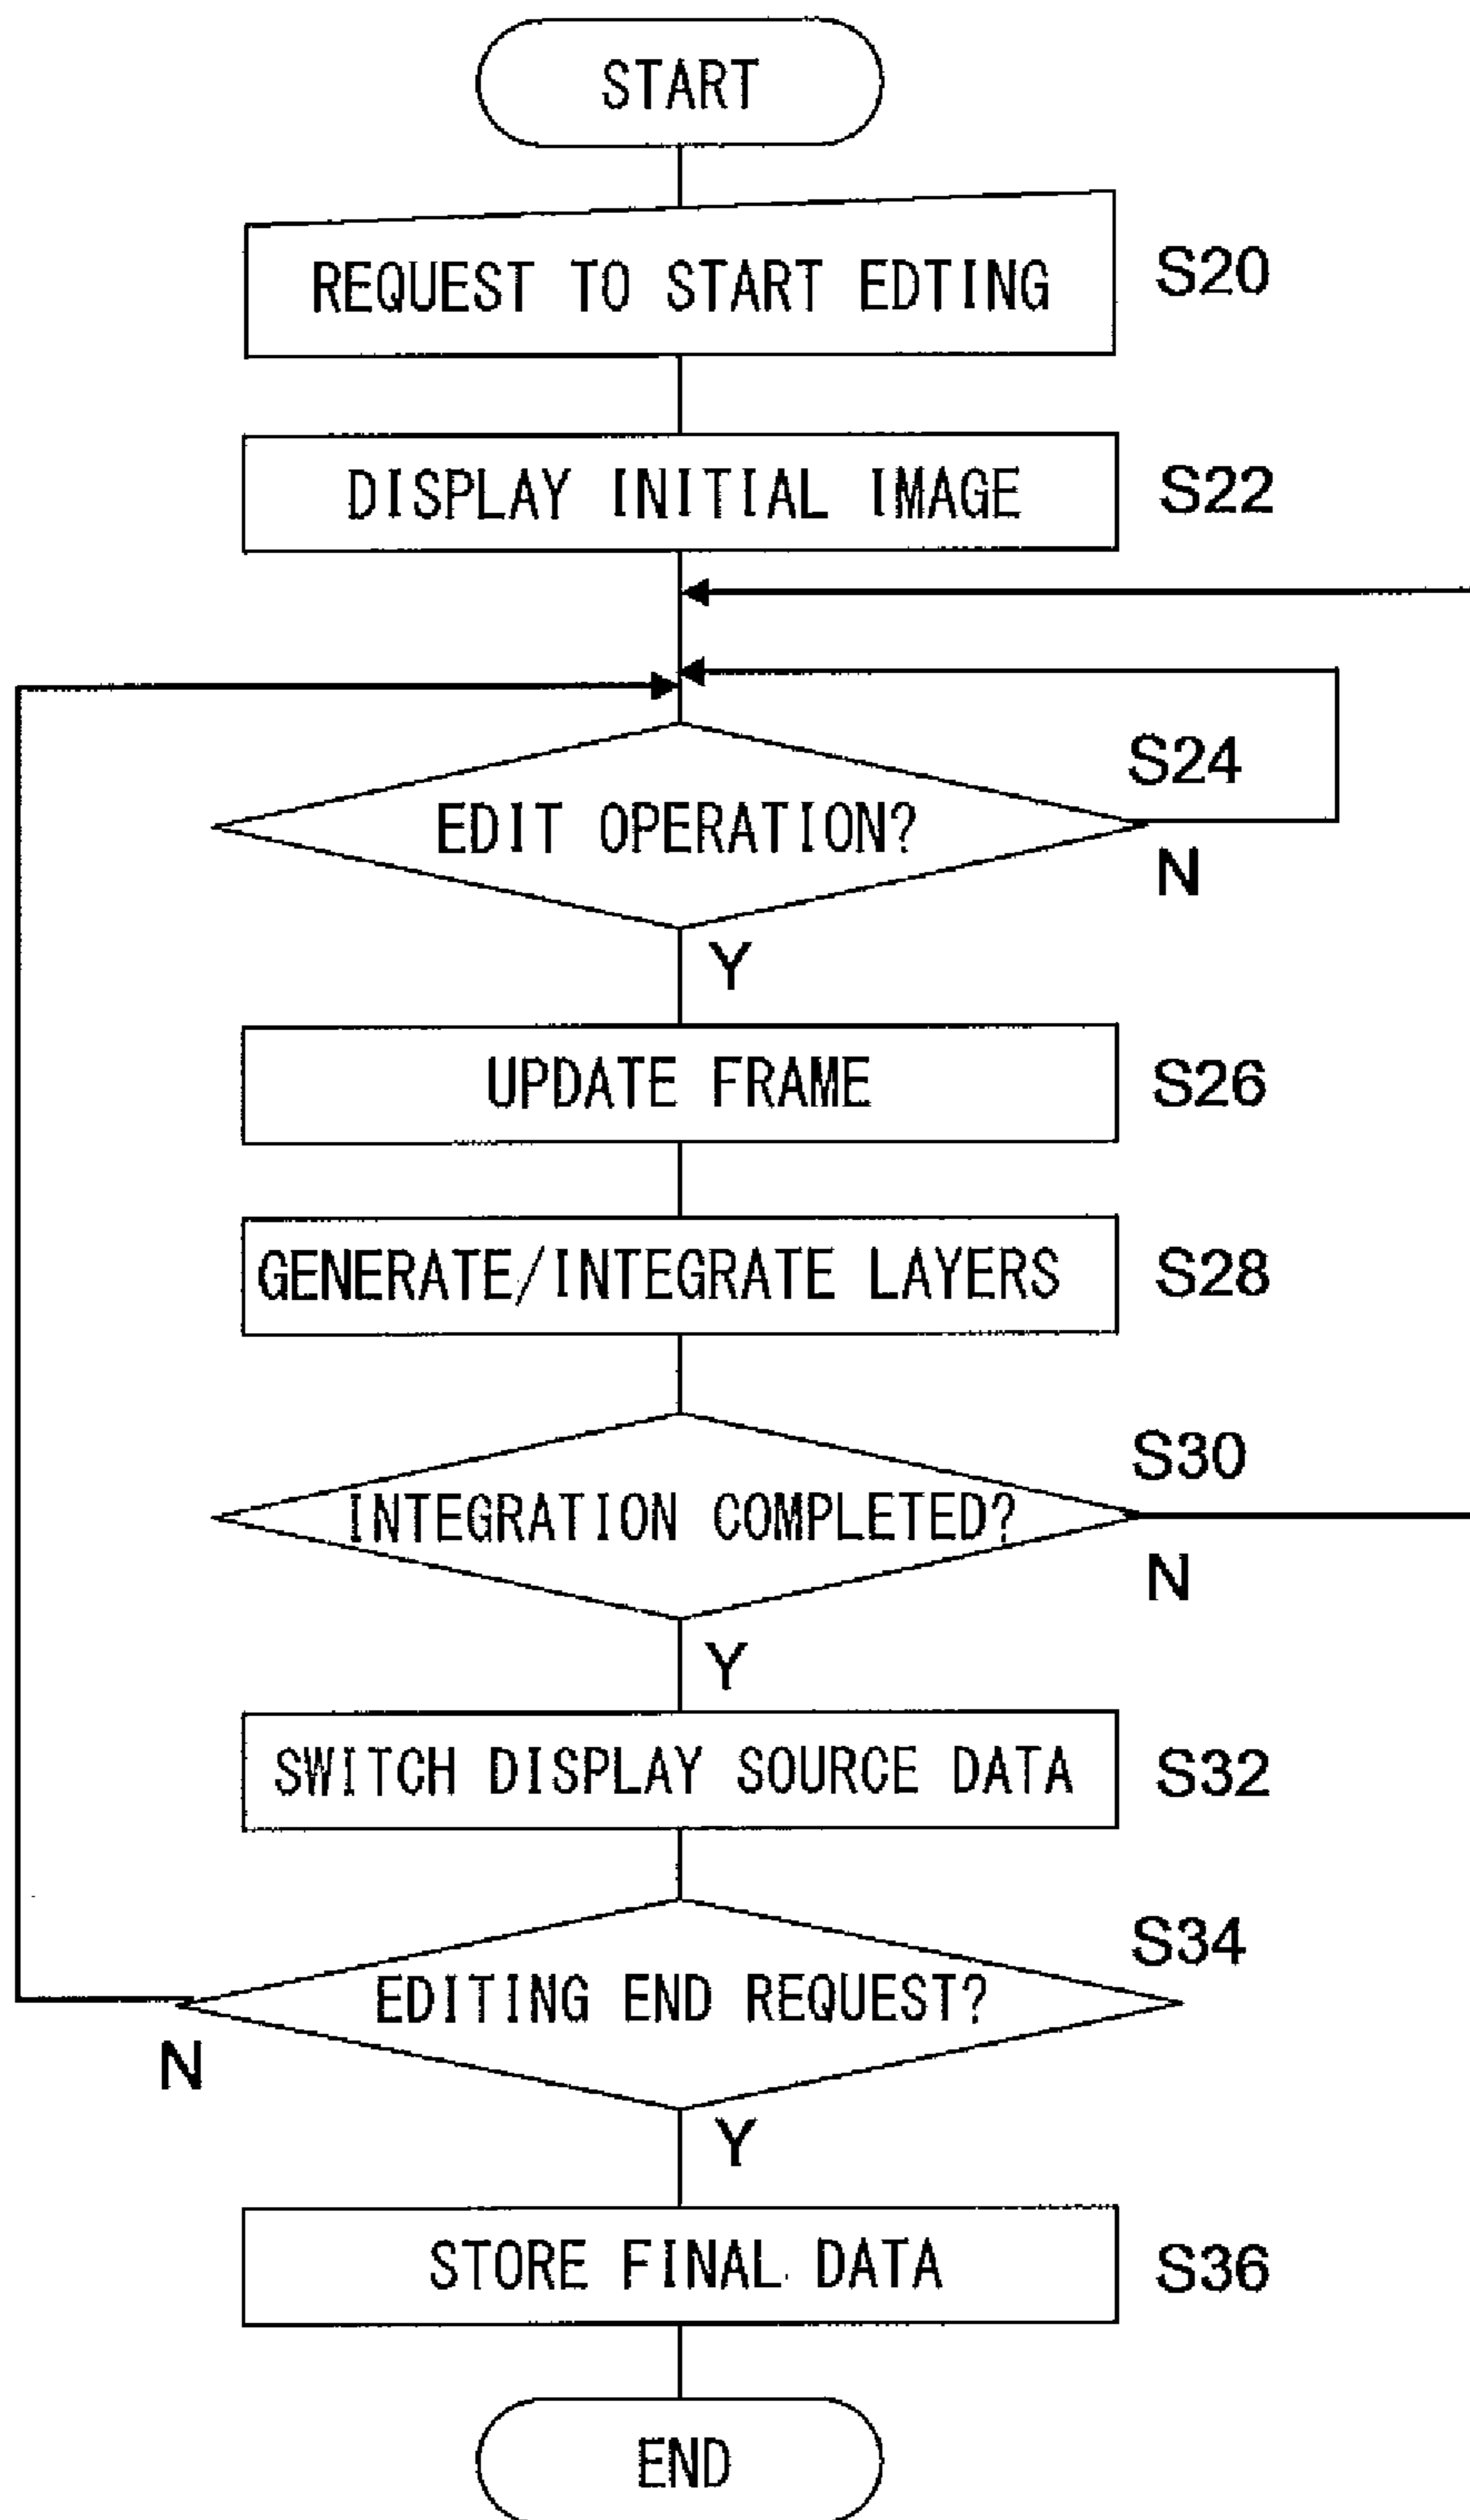 START
REQUEST TO START EDTING
S20
DISPLAY INITIAL IMAGE
S22
S24
EDIT OPERATION?
N
Y
UPDATE FRAME
S26
GENERATE/INTEGRATE LAYERS
S28
S30
INTEGRATION COMPLETED?
N
Y
SWITCH DISPLAY SOURCE DATA
S32
S34
EDITING END REQUEST?
N
Y
STORE FINAL DATA
S36
END